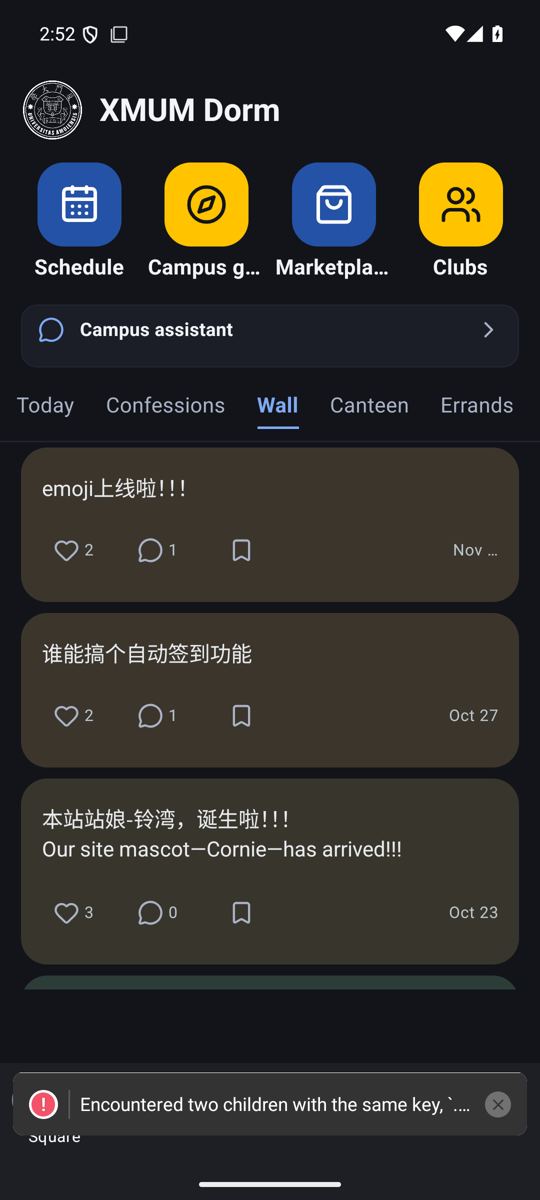 2:52
XMUM Dorm
Schedule
Campus g...
Marketpla...
Clubs
Campus assistant
Today
Confessions
Wall
Canteen
Errands
emoji上线啦!!!
2
1
Nov ...
谁能搞个自动签到功能
2
1
Oct 27
本站站娘-铃湾，诞生啦!!!
Our site mascot—Cornie—has arrived!!!
3
0
Oct 23
Encountered two children with the same key, `....
Square